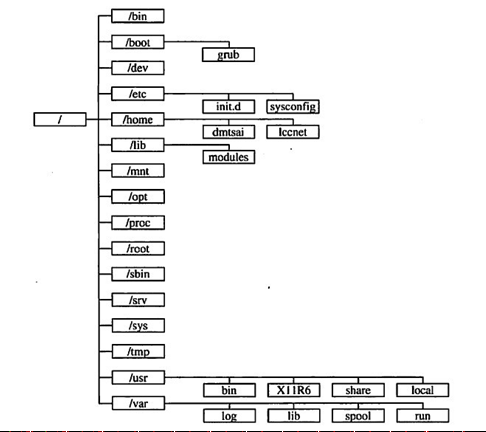 /bin
/boot
grub
/dev
/etc
init.d sysconfig
/ /home
dmtsai lccnet
/lib
modules
/mnt
/opt
/proc
/root
/sbin
/srv
/sys
/tmp
/usr
bin X11R6 share local
/var
log lib spool run